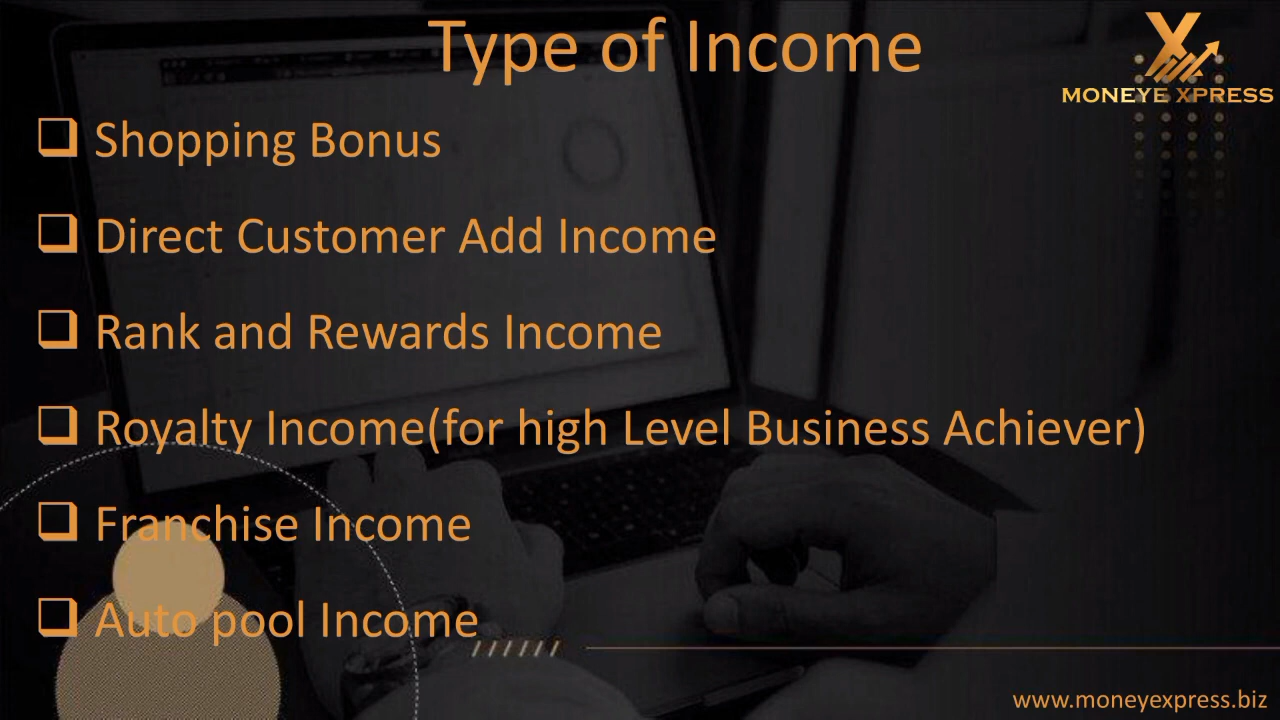 Type of Income
MONEYE XPRESS
Shopping Bonus
Direct Customer Add Income
Rank and Rewards Income
Royalty Income(for high Level Business Achiever)
Franchise Income
Auto pool Income
www.moneyexpress.biz